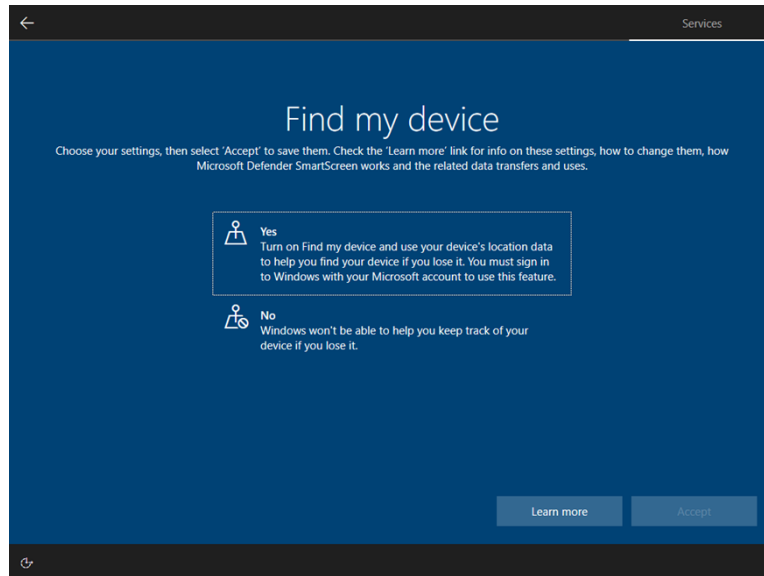 Services
Find my device
Choose your settings, then select 'Accept' to save them. Check the 'Learn more' link for info on these settings, how to change them, how
Microsoft Defender SmartScreen works and the related data transfers and uses.
Yes
Turn on Find my device and use your device's location data
to help you find your device if you lose it. You must sign in
to Windows with your Microsoft account to use this feature.
No
Windows won't be able to help you keep track of your
device if you lose it.
Learn more
Accept